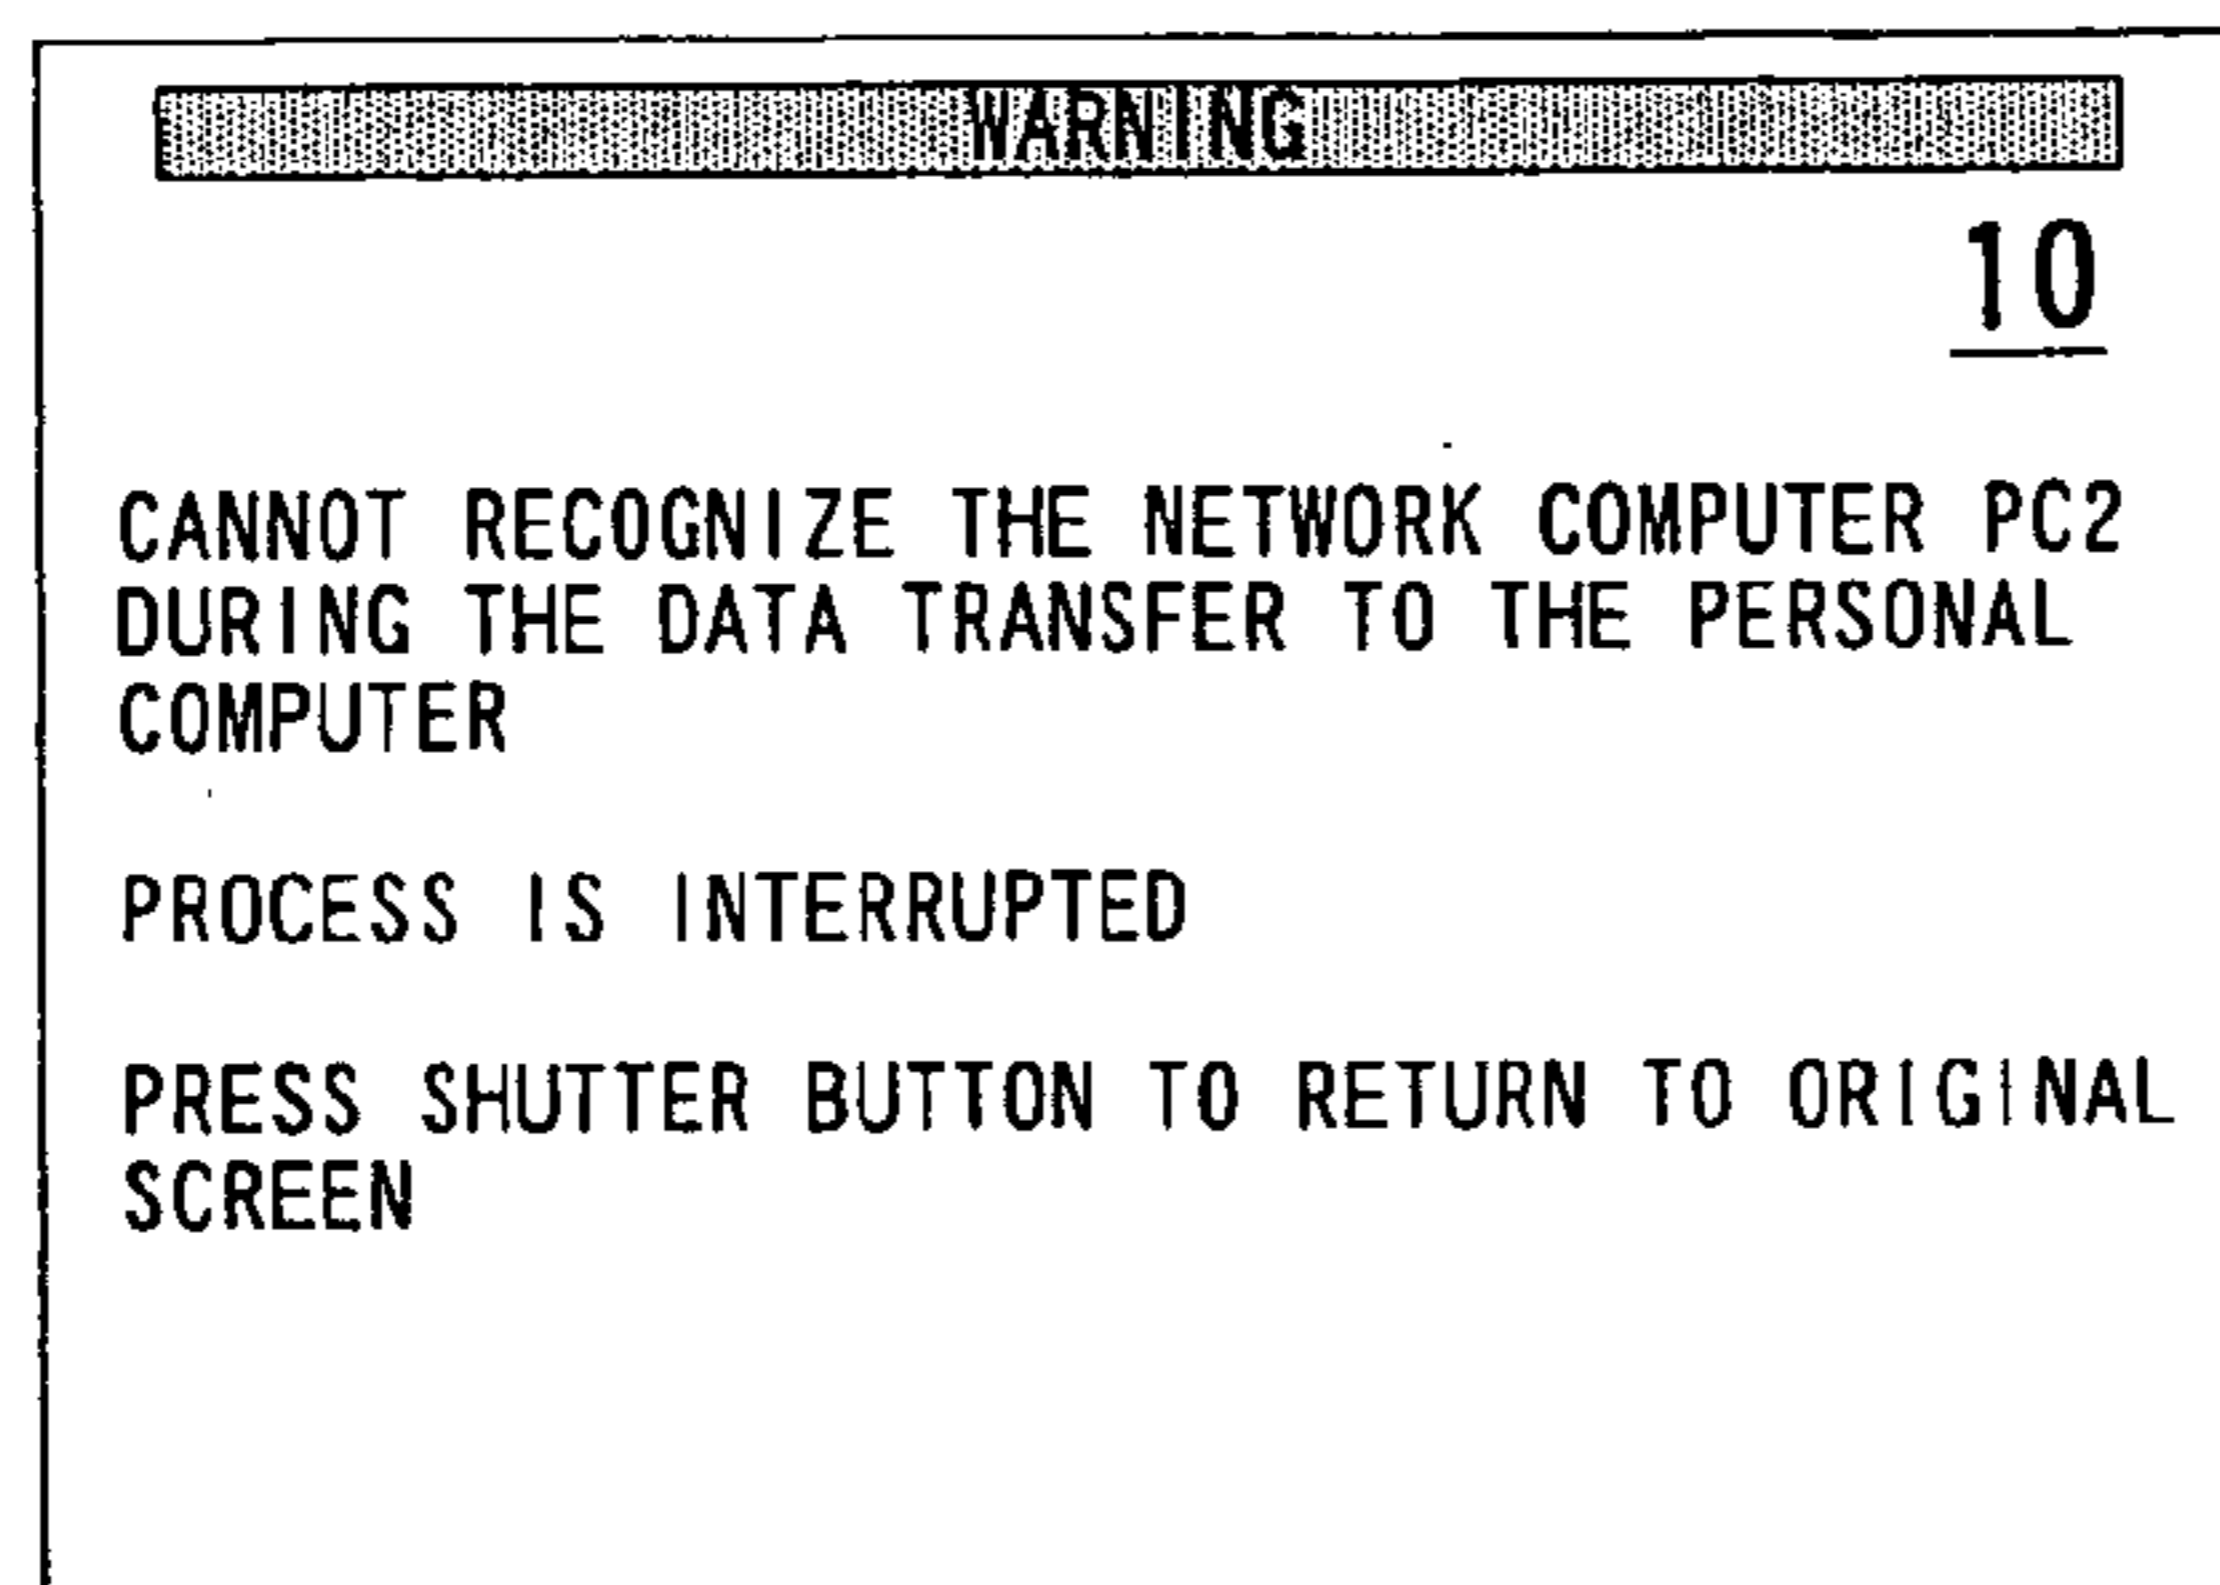 WARNING
10
CANNOT RECOGNIZE THE NETWORK COMPUTER PC2
DURING THE DATA TRANSFER TO THE PERSONAL
COMPUTER
PROCESS IS INTERRUPTED
PRESS SHUTTER BUTTON TO RETURN TO ORIGINAL
SCREEN